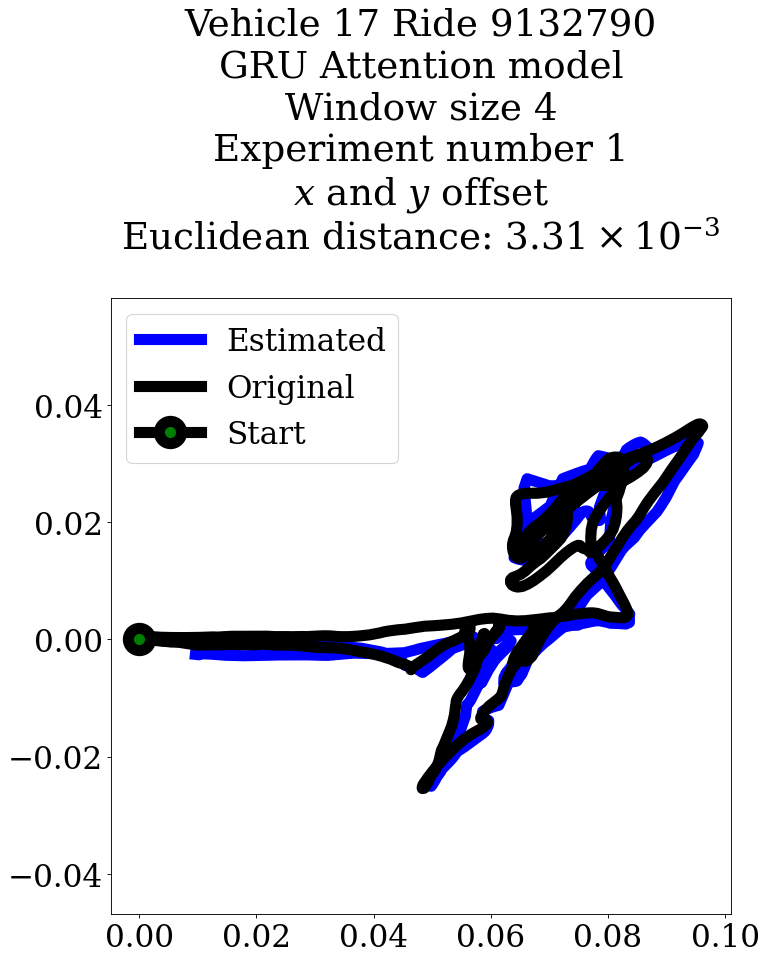 Vehicle 17 Ride 9132790
GRU Attention model
Window size 4
Experiment number 1
x and y offset
Euclidean distance: 3.31 × 10⁻³
Estimated
Original
Start
0.04
0.02
0.00
−0.02
−0.04
0.00 0.02 0.04 0.06 0.08 0.10